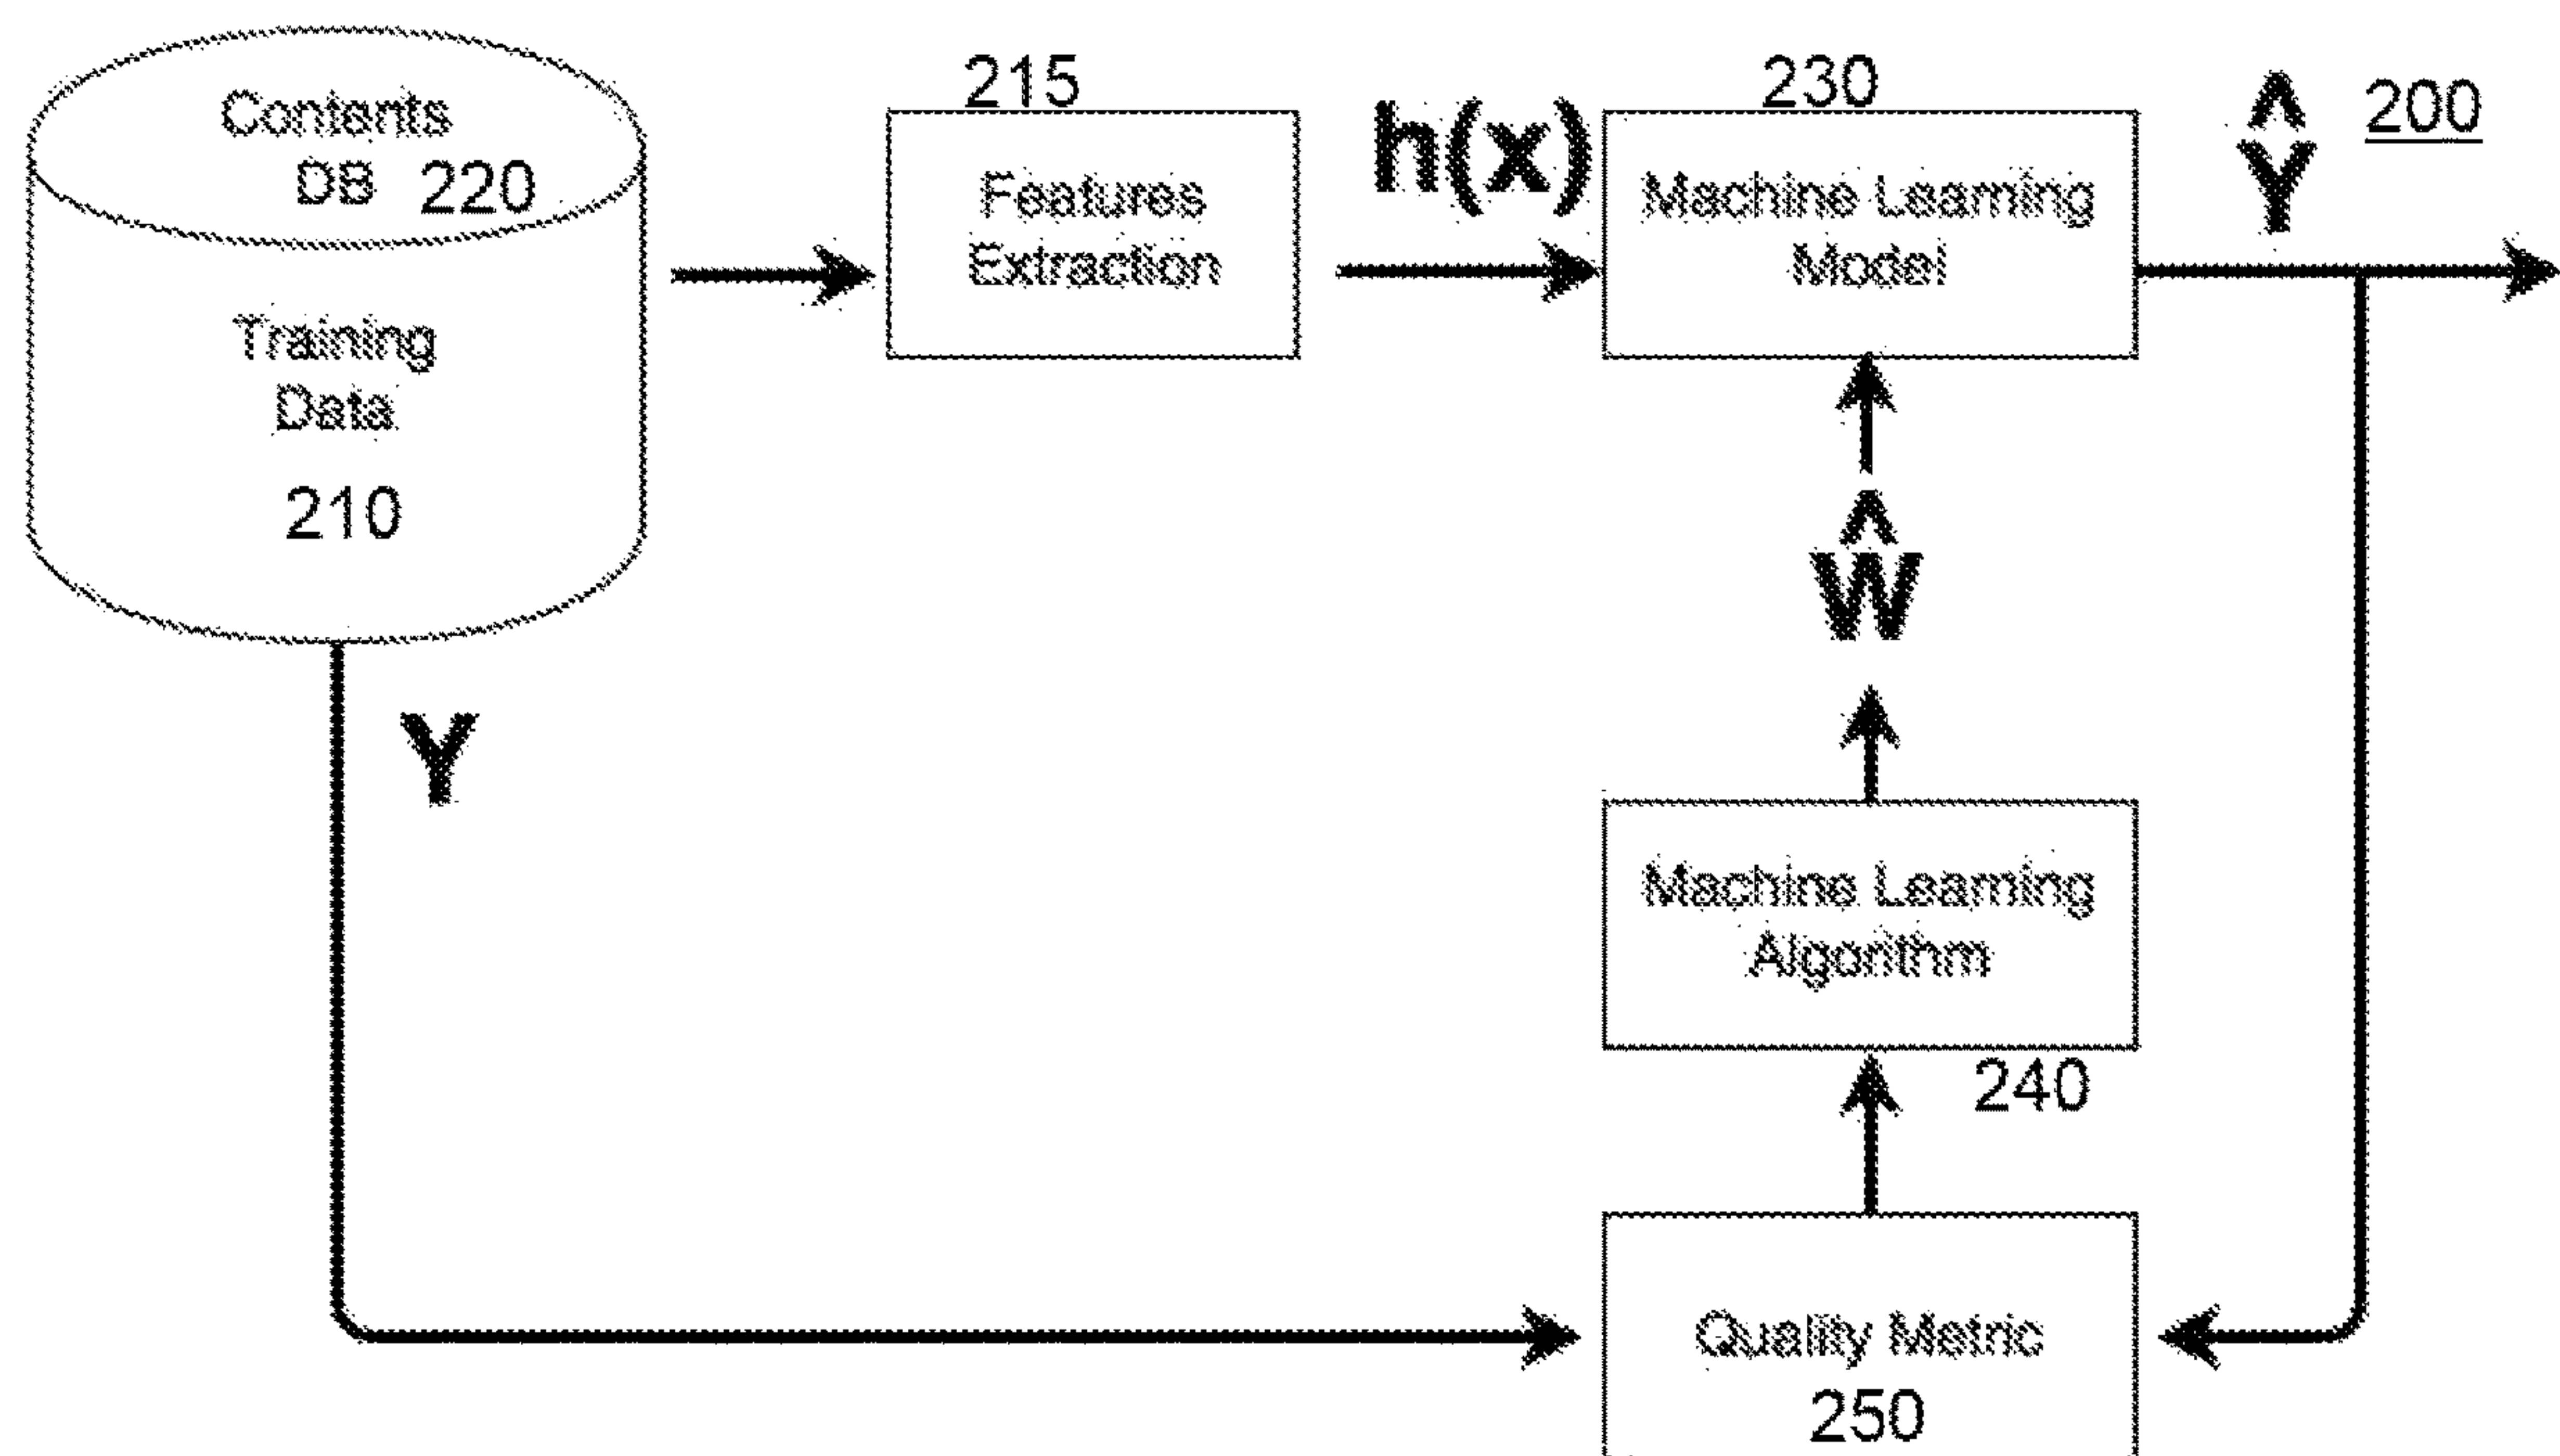 Contents
DB 220
Training
Data
210
215
Features
Extraction
h(x)
230
Machine Learning
Model
Ŷ
200
Ŵ
Y
Machine Learning
Algorithm
240
Quality Metric
250